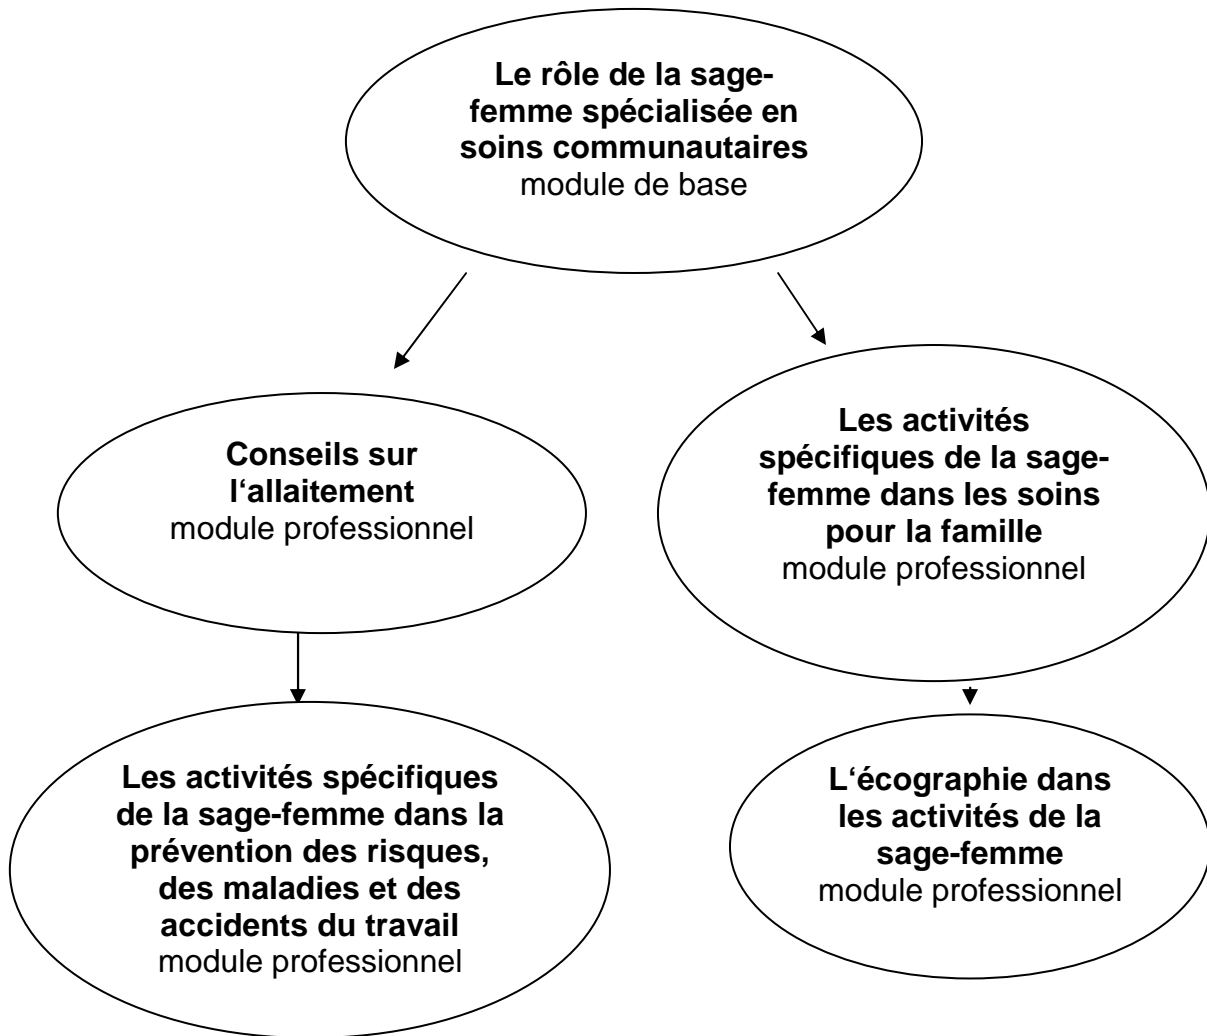 Le rôle de la sage-
femme spécialisée en
soins communautaires
module de base
Conseils sur
l‘allaitement
module professionnel
Les activités
spécifiques de la sage-
femme dans les soins
pour la famille
module professionnel
Les activités spécifiques
de la sage-femme dans la
prévention des risques,
des maladies et des
accidents du travail
module professionnel
L‘écographie dans
les activités de la
sage-femme
module professionnel